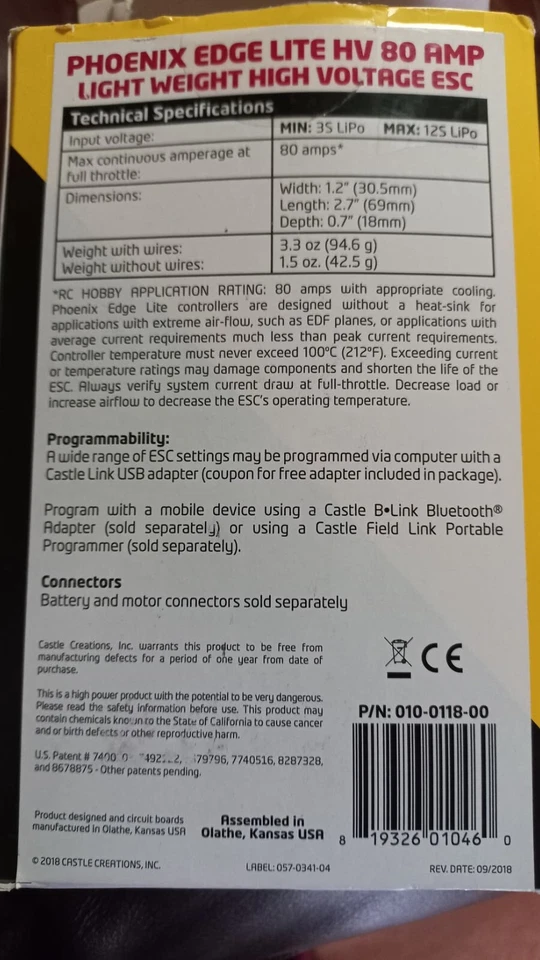 PHOENIX EDGE LITE HV 80 AMP
LIGHT WEIGHT HIGH VOLTAGE ESC
Technical Specifications
Input voltage: MIN: 3S LiPo MAX: 12S LiPo
Max continuous amperage at 80 amps*
full throttle:
Dimensions: Width: 1.2" (30.5mm)
Length: 2.7" (69mm)
Depth: 0.7" (18mm)
Weight with wires: 3.3 oz (94.6 g)
Weight without wires: 1.5 oz. (42.5 g)
*RC HOBBY APPLICATION RATING: 80 amps with appropriate cooling.
Phoenix Edge Lite controllers are designed without a heat-sink for
applications with extreme air-flow, such as EDF planes, or applications with
average current requirements much less than peak current requirements.
Controller temperature must never exceed 100°C (212°F). Exceeding current
or temperature ratings may damage components and shorten the life of the
ESC. Always verify system current draw at full-throttle. Decrease load or
increase airflow to decrease the ESC's operating temperature.
Programmability:
A wide range of ESC settings may be programmed via computer with a
Castle Link USB adapter (coupon for free adapter included in package).
Program with a mobile device using a Castle B•Link Bluetooth®
Adapter (sold separately) or using a Castle Field Link Portable
Programmer (sold separately).
Connectors
Battery and motor connectors sold separately
Castle Creations, Inc. warrants this product to be free from
manufacturing defects for a period of one year from date of
purchase.
This is a high power product with the potential to be very dangerous.
Please read the safety information before use. This product may
contain chemicals known to the State of California to cause cancer
and or birth defects or other reproductive harm.
U.S. Patent # 7740516, 8287328,
and 8678875 - Other patents pending.
CE
P/N: 010-0118-00
8 19326 01046 0
Product designed and circuit boards
manufactured in Olathe, Kansas USA
Assembled in
Olathe, Kansas USA
© 2018 CASTLE CREATIONS, INC.
LABEL: 057-0341-04
REV. DATE: 09/2018